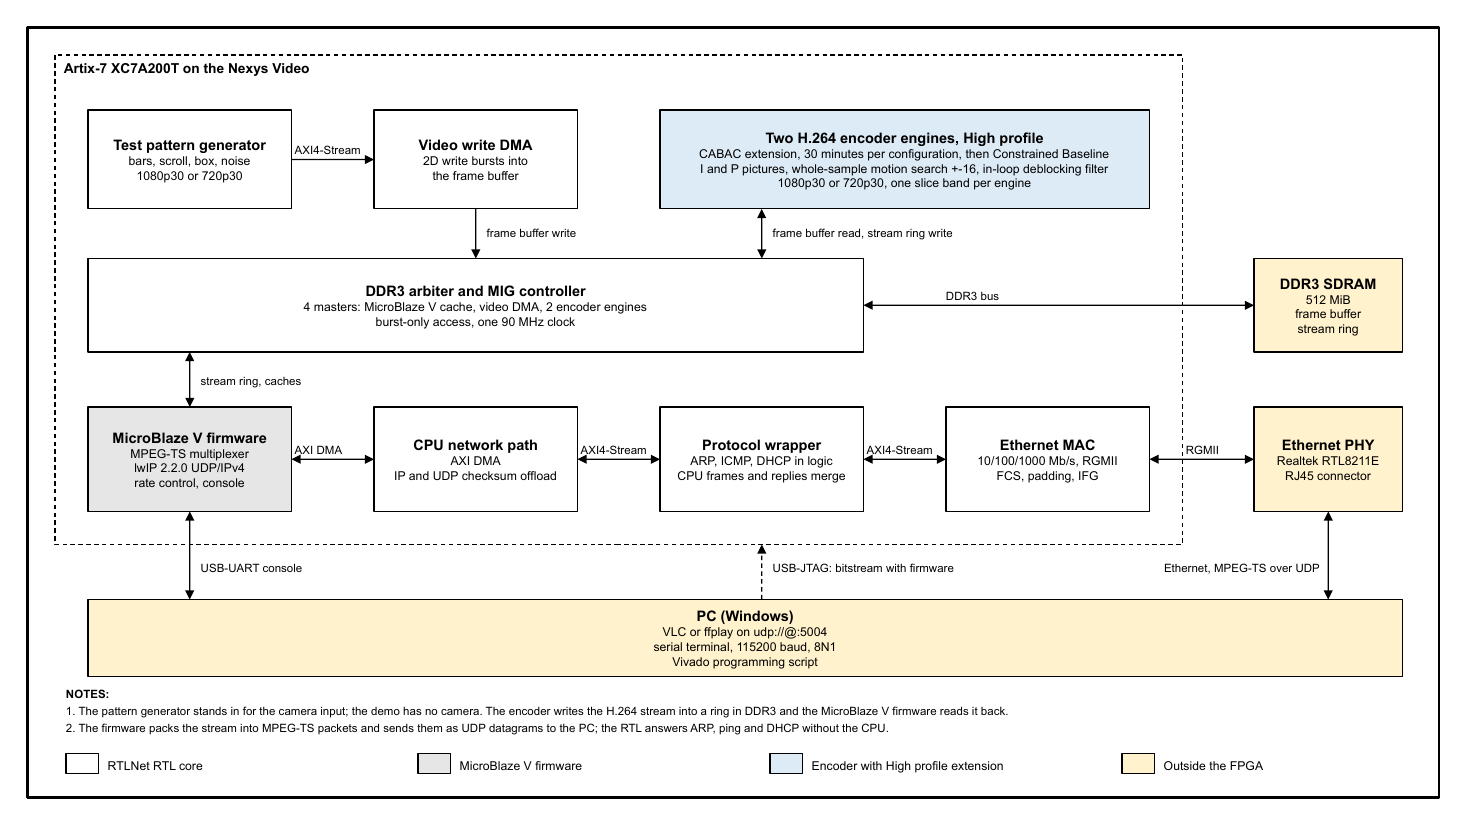 Artix-7 XC7A200T on the Nexys Video
Test pattern generator
bars, scroll, box, noise
1080p30 or 720p30
AXI4-Stream
Video write DMA
2D write bursts into
the frame buffer
Two H.264 encoder engines, High profile
CABAC extension, 30 minutes per configuration, then Constrained Baseline
I and P pictures, whole-sample motion search +-16, in-loop deblocking filter
1080p30 or 720p30, one slice band per engine
frame buffer write
frame buffer read, stream ring write
DDR3 arbiter and MIG controller
4 masters: MicroBlaze V cache, video DMA, 2 encoder engines
burst-only access, one 90 MHz clock
DDR3 bus
DDR3 SDRAM
512 MiB
frame buffer
stream ring
stream ring, caches
MicroBlaze V firmware
MPEG-TS multiplexer
lwIP 2.2.0 UDP/IPv4
rate control, console
AXI DMA
CPU network path
AXI DMA
IP and UDP checksum offload
AXI4-Stream
Protocol wrapper
ARP, ICMP, DHCP in logic
CPU frames and replies merge
AXI4-Stream
Ethernet MAC
10/100/1000 Mb/s, RGMII
FCS, padding, IFG
RGMII
Ethernet PHY
Realtek RTL8211E
RJ45 connector
USB-UART console
USB-JTAG: bitstream with firmware
Ethernet, MPEG-TS over UDP
PC (Windows)
VLC or ffplay on udp://@:5004
serial terminal, 115200 baud, 8N1
Vivado programming script
NOTES:
1. The pattern generator stands in for the camera input; the demo has no camera. The encoder writes the H.264 stream into a ring in DDR3 and the MicroBlaze V firmware reads it back.
2. The firmware packs the stream into MPEG-TS packets and sends them as UDP datagrams to the PC; the RTL answers ARP, ping and DHCP without the CPU.
RTLNet RTL core
MicroBlaze V firmware
Encoder with High profile extension
Outside the FPGA